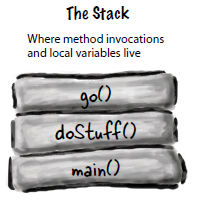 The Stack
Where method invocations
and local variables live
go()
doStuff()
main()